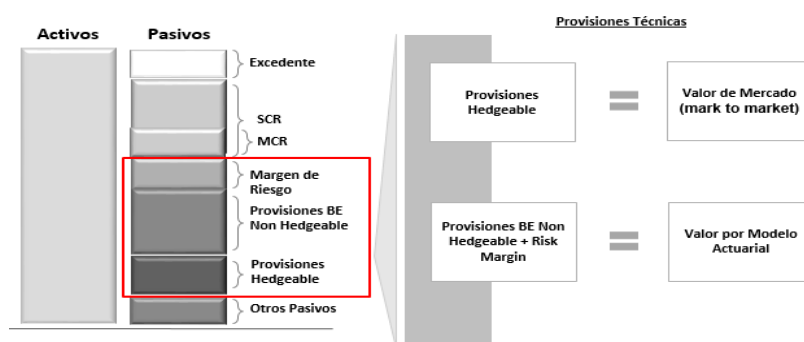 Activos
Pasivos
Excedente
SCR
MCR
Margen de
Riesgo
Provisiones BE
Non Hedgeable
Provisiones
Hedgeable
Otros Pasivos
Provisiones Técnicas
Provisiones
Hedgeable
Valor de Mercado
(mark to market)
Provisiones BE Non
Hedgeable + Risk
Margin
Valor por Modelo
Actuarial